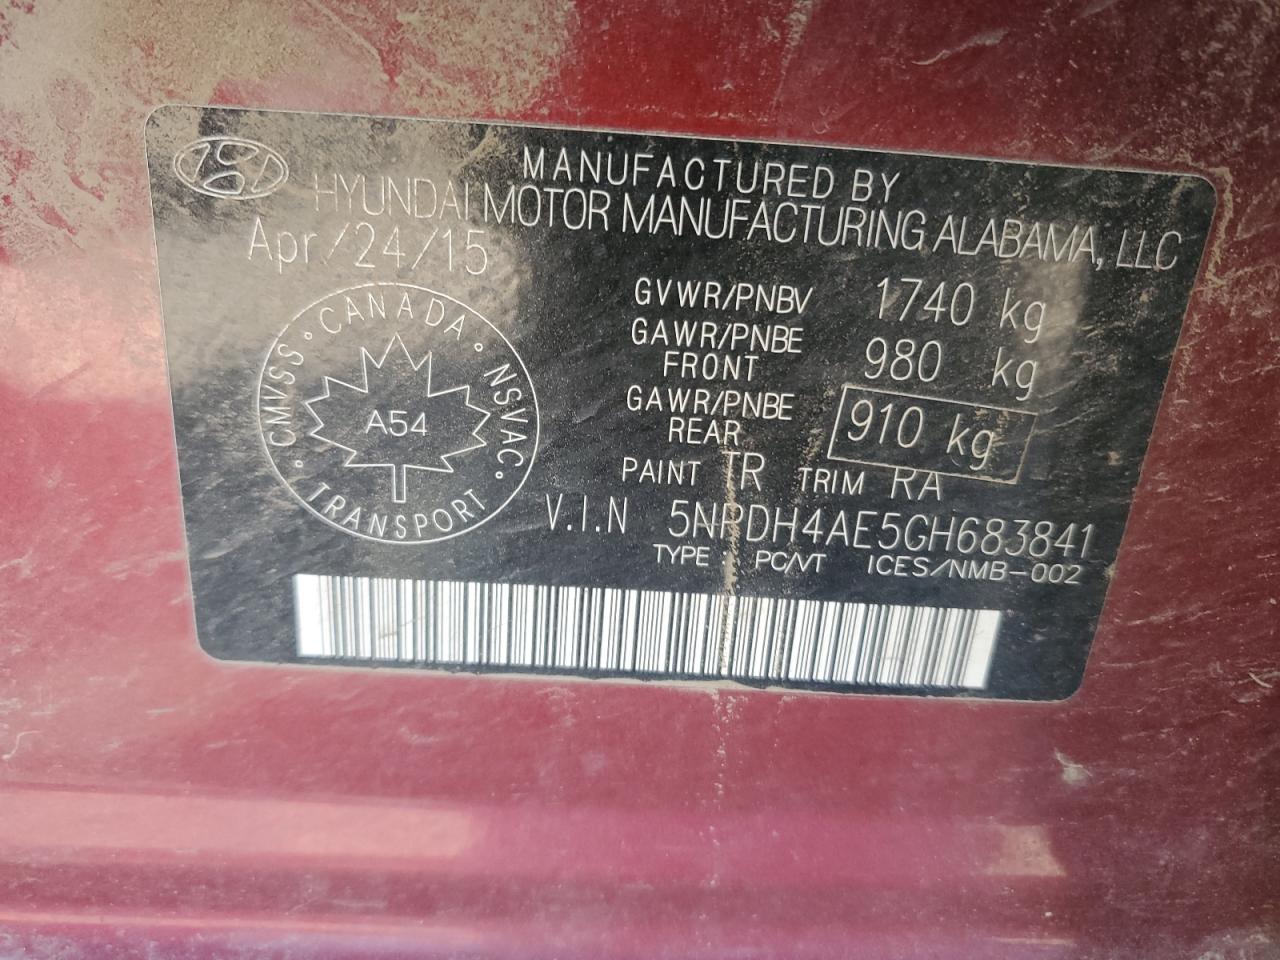 MANUFACTURED BY
HYUNDAI MOTOR MANUFACTURING ALABAMA, LLC
Apr/24/15
GVWR/PNBV 1740 kg
GAWR/PNBE FRONT 980 kg
GAWR/PNBE REAR 910 kg
PAINT TR TRIM RA
V.I.N 5NPDH4AE5GH683841
TYPE : PC/VT ICES/NMB-002
CANADA
CMVSS
NSVAC
TRANSPORT
A54